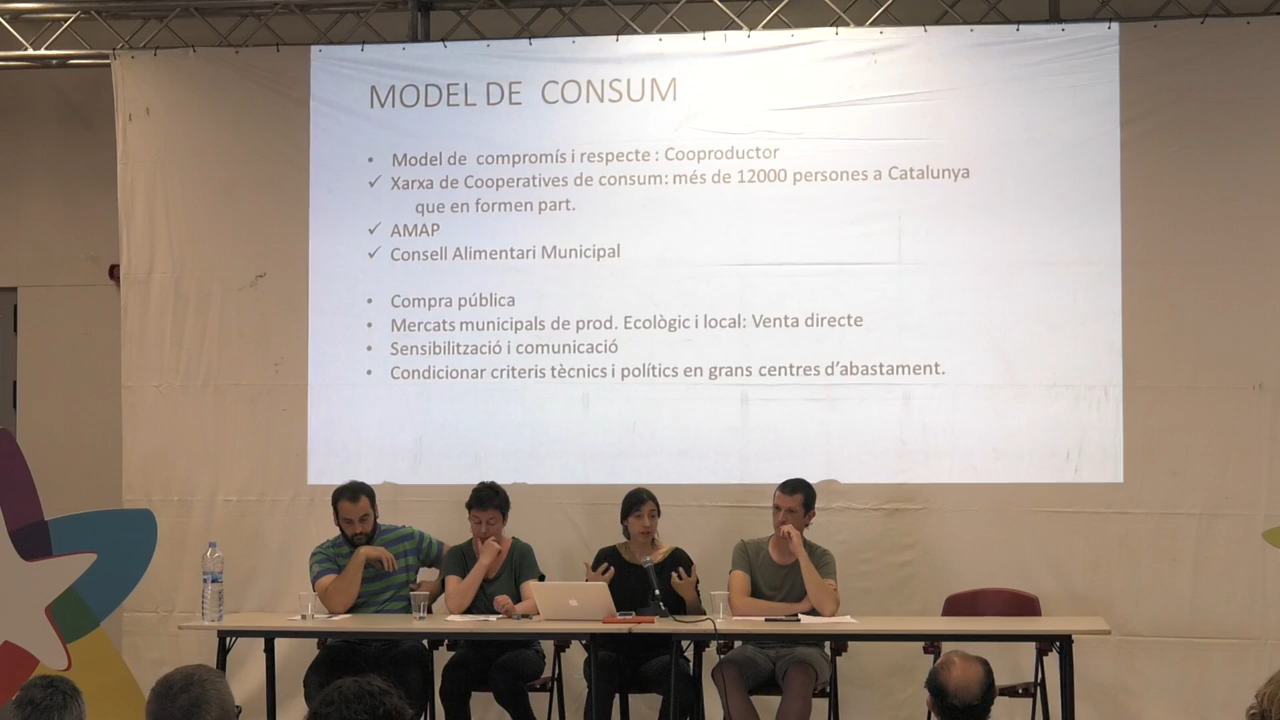 MODEL DE CONSUM
• Model de compromís i respecte : Cooproductor
✓ Xarxa de Cooperatives de consum: més de 12000 persones a Catalunya
que en formen part.
✓ AMAP
✓ Consell Alimentari Municipal
• Compra pública
• Mercats municipals de prod. Ecològic i local: Venta directe
• Sensibilització i comunicació
• Condicionar criteris tècnics i polítics en grans centres d’abastament.